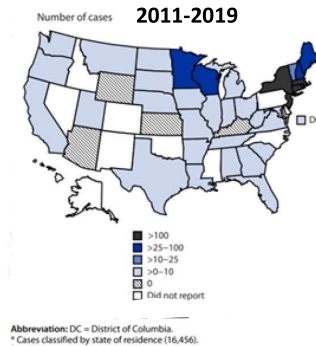 Number of cases 2011-2019
D
>100
>25–100
>10–25
>0–10
0
Did not report
Abbreviation: DC = District of Columbia.
* Cases classified by state of residence (16,456).